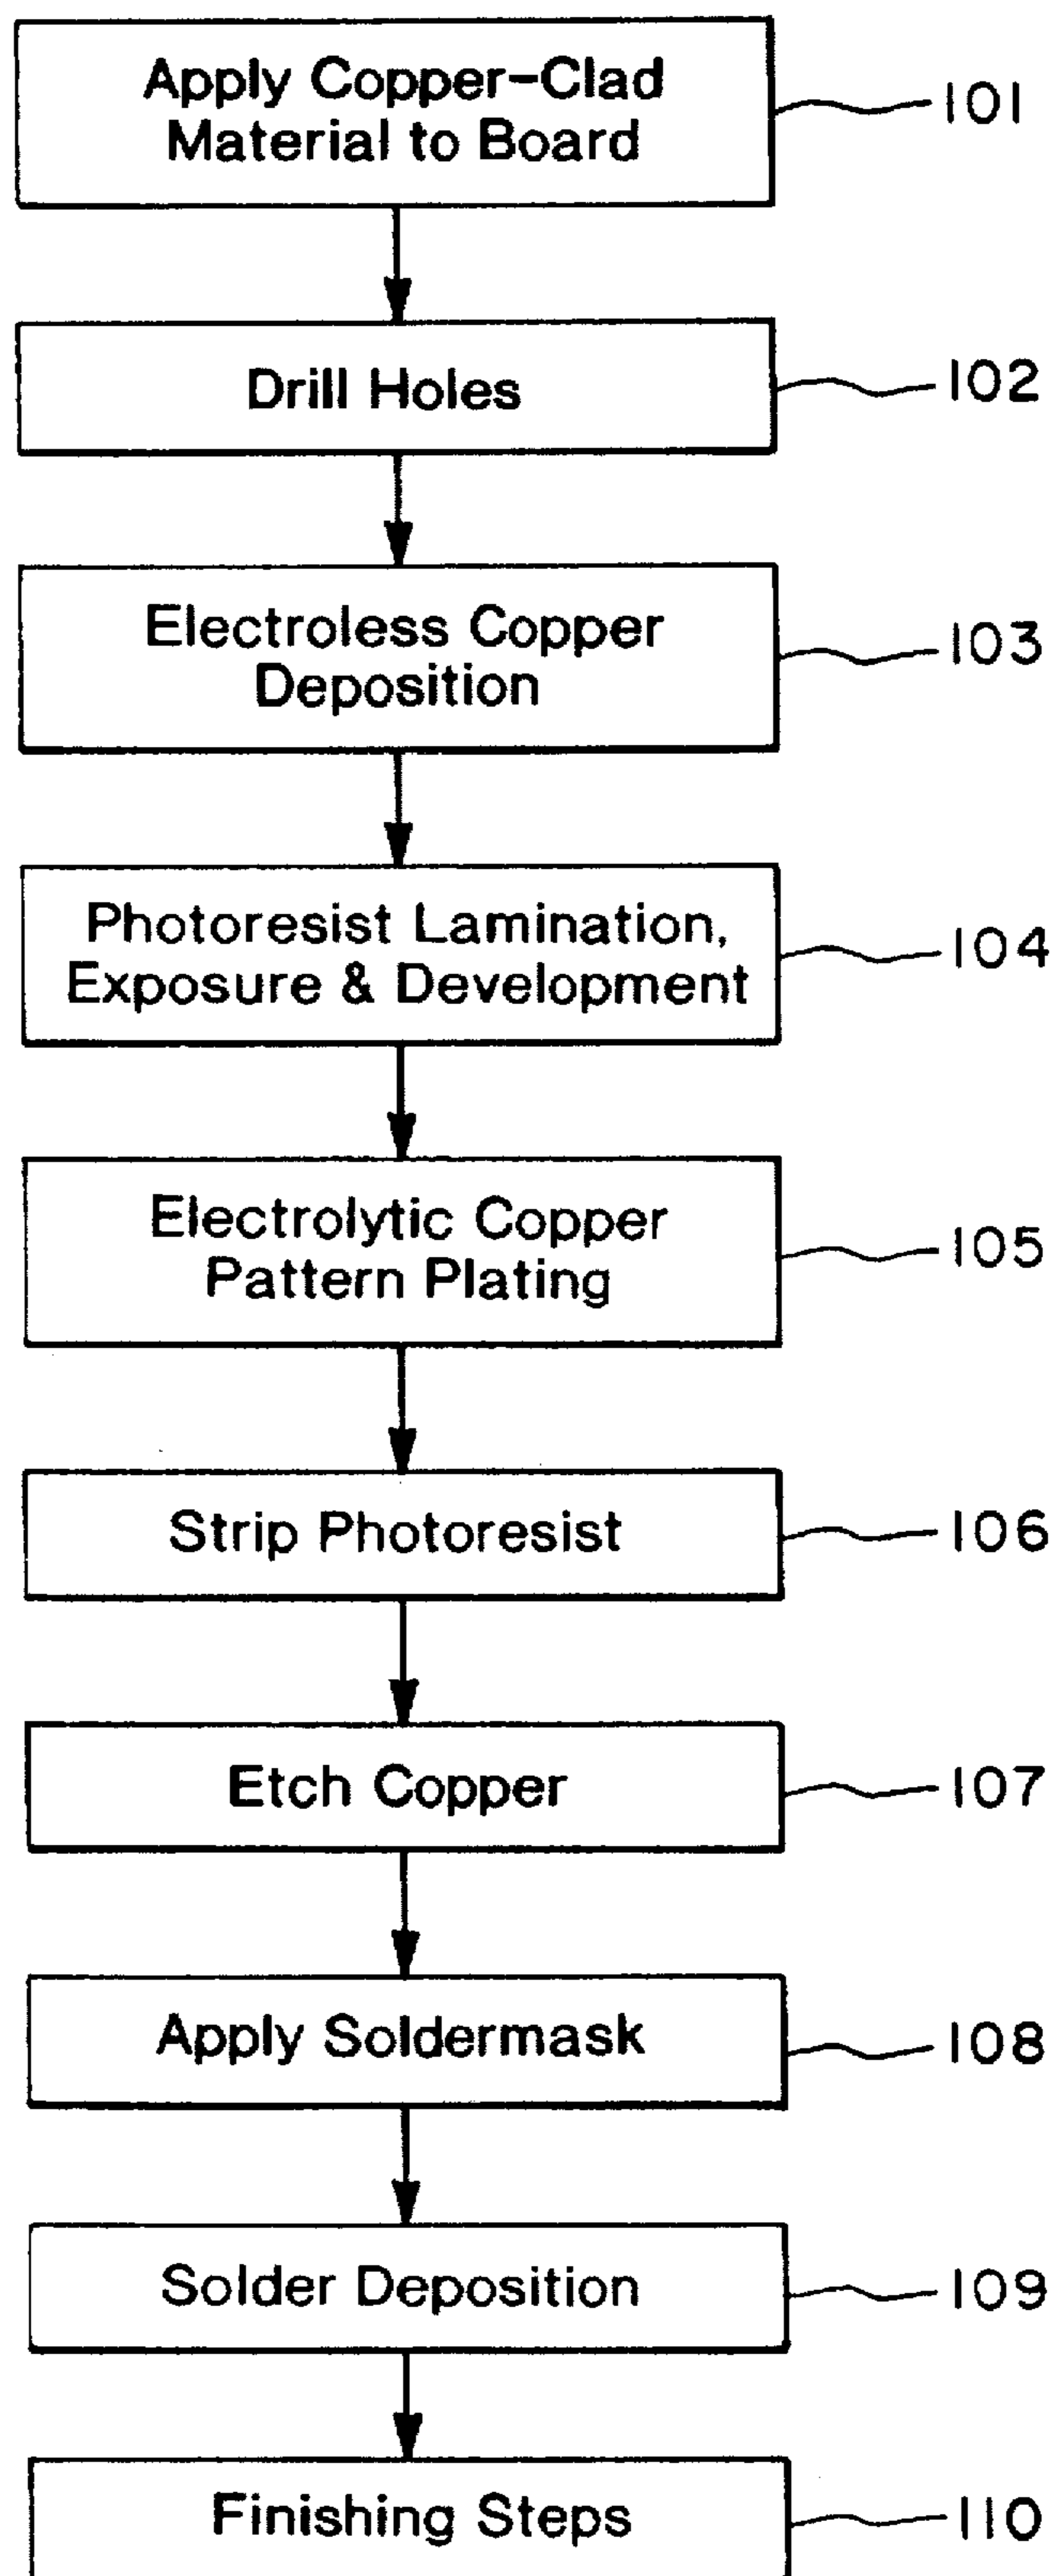 Apply Copper-Clad
Material to Board
101
Drill Holes
102
Electroless Copper
Deposition
103
Photoresist Lamination,
Exposure & Development
104
Electrolytic Copper
Pattern Plating
105
Strip Photoresist
106
Etch Copper
107
Apply Soldermask
108
Solder Deposition
109
Finishing Steps
110